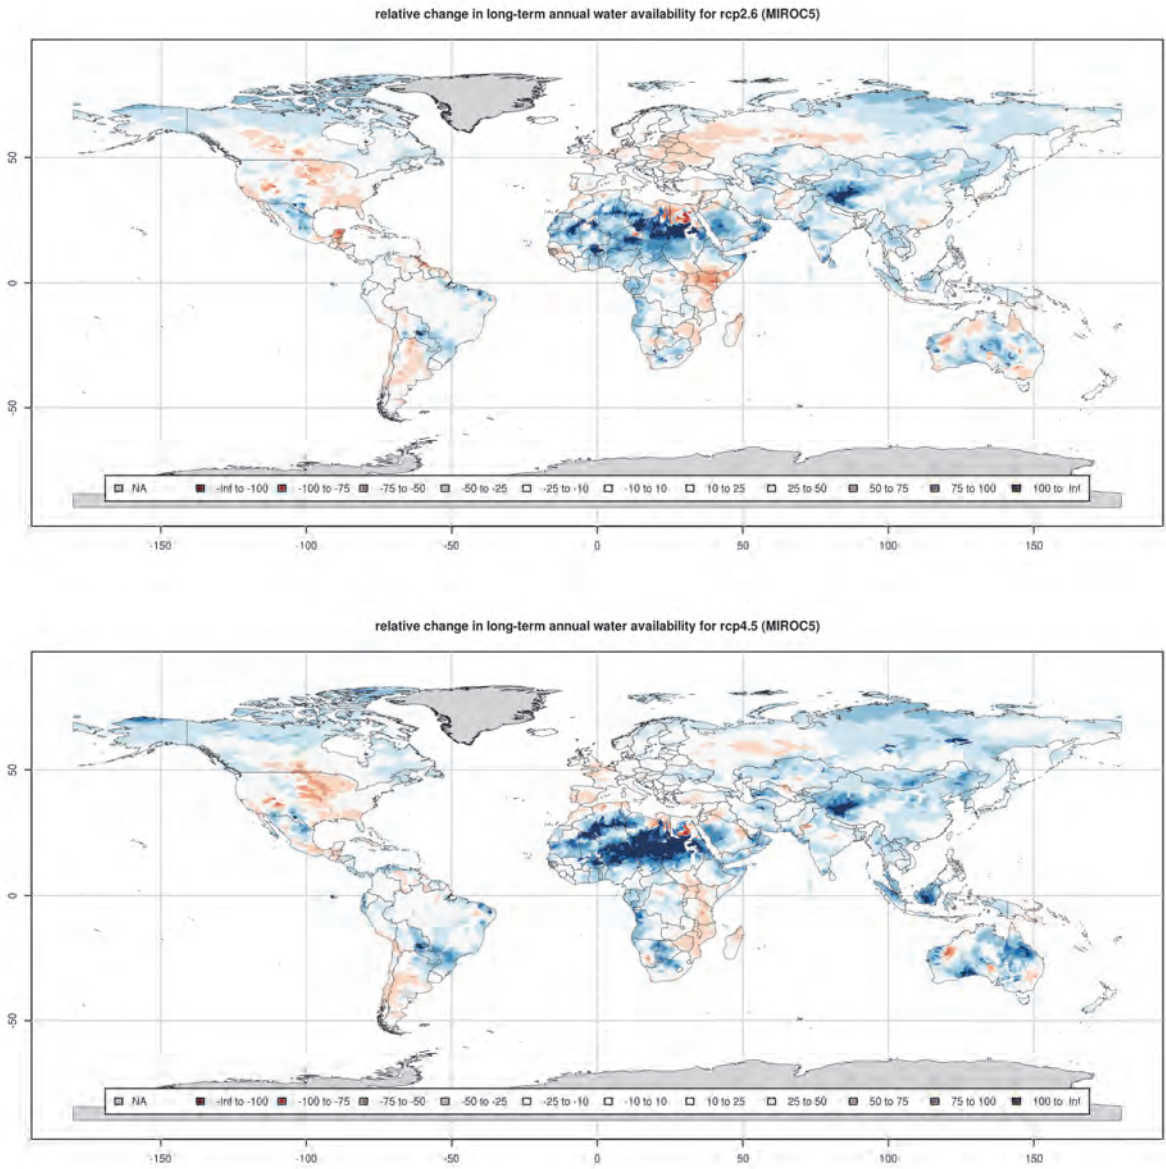 relative change in long-term annual water availability for rcp2.6 (MIROC5)
50
0
-50
NA -Inf to -100 -100 to -75 -75 to -50 -50 to -25 -25 to -10 -10 to 10 10 to 25 25 to 50 50 to 75 75 to 100 100 to Inf
-150 -100 -50 0 50 100 150
relative change in long-term annual water availability for rcp4.5 (MIROC5)
50
0
-50
NA -Inf to -100 -100 to -75 -75 to -50 -50 to -25 -25 to -10 -10 to 10 10 to 25 25 to 50 50 to 75 75 to 100 100 to Inf
-150 -100 -50 0 50 100 150